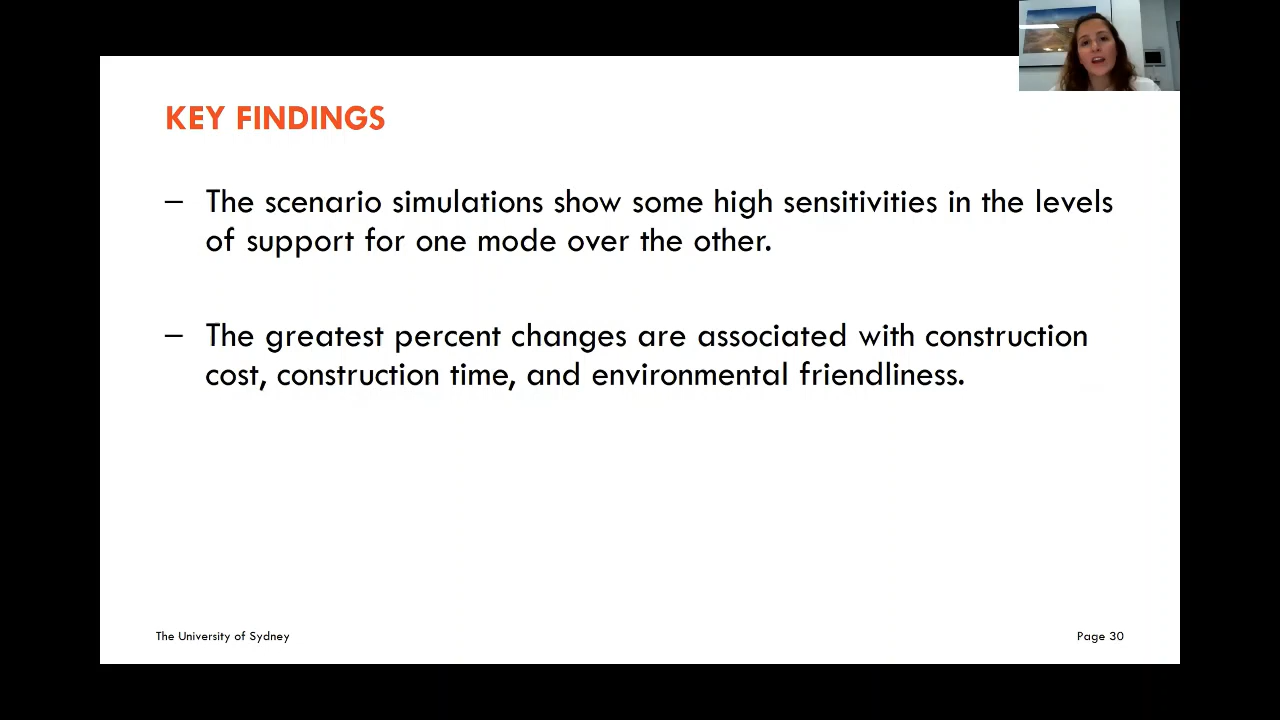 KEY FINDINGS
– The scenario simulations show some high sensitivities in the levels
of support for one mode over the other.
– The greatest percent changes are associated with construction
cost, construction time, and environmental friendliness.
The University of Sydney
Page 30